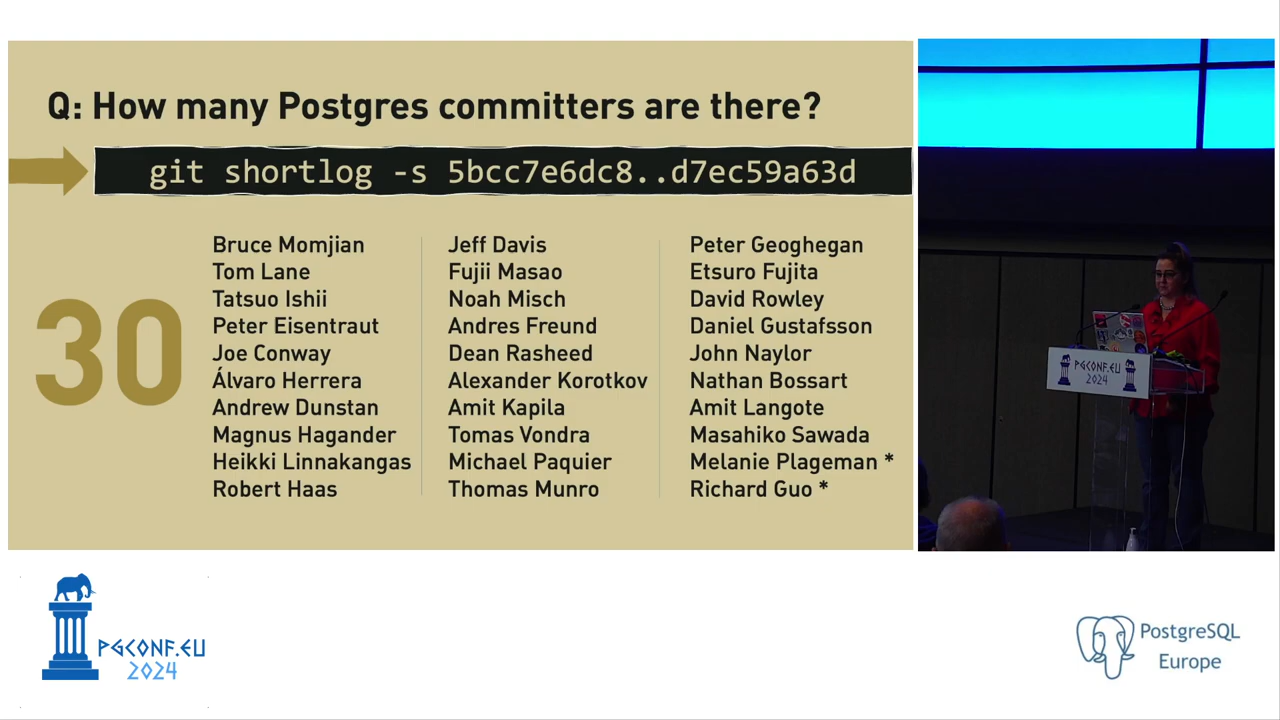 Q: How many Postgres committers are there?
git shortlog -s 5bcc7e6dc8..d7ec59a63d
30
Bruce Momjian
Tom Lane
Tatsuo Ishii
Peter Eisentraut
Joe Conway
Álvaro Herrera
Andrew Dunstan
Magnus Hagander
Heikki Linnakangas
Robert Haas
Jeff Davis
Fujii Masao
Noah Misch
Andres Freund
Dean Rasheed
Alexander Korotkov
Amit Kapila
Tomas Vondra
Michael Paquier
Thomas Munro
Peter Geoghegan
Etsuro Fujita
David Rowley
Daniel Gustafsson
John Naylor
Nathan Bossart
Amit Langote
Masahiko Sawada
Melanie Plageman *
Richard Guo *
PGCONF.EU
2024
PGCONF.EU
2024
PostgreSQL
Europe